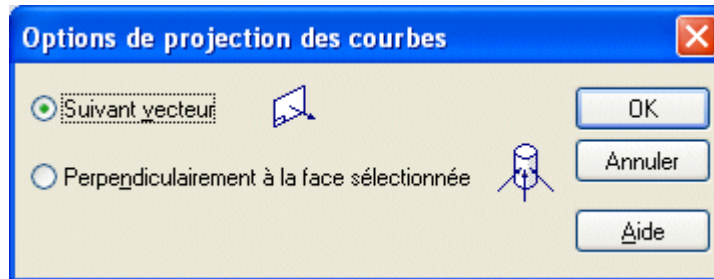 Options de projection des courbes
Suivant vecteur
OK
Perpendiculairement à la face sélectionnée
Annuler
Aide